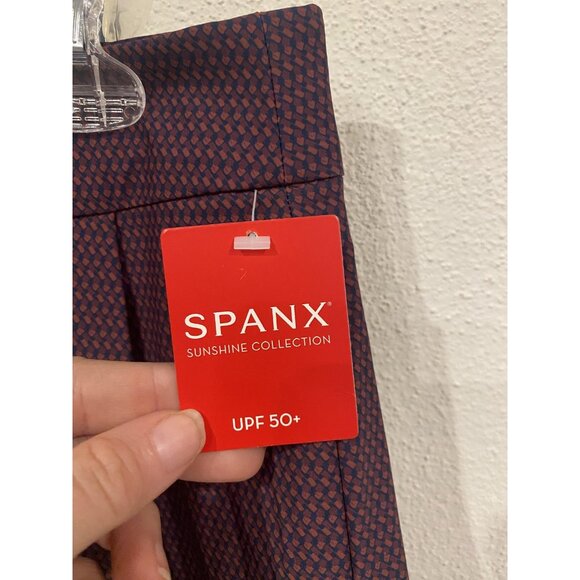 SPANX®
SUNSHINE COLLECTION
UPF 50+